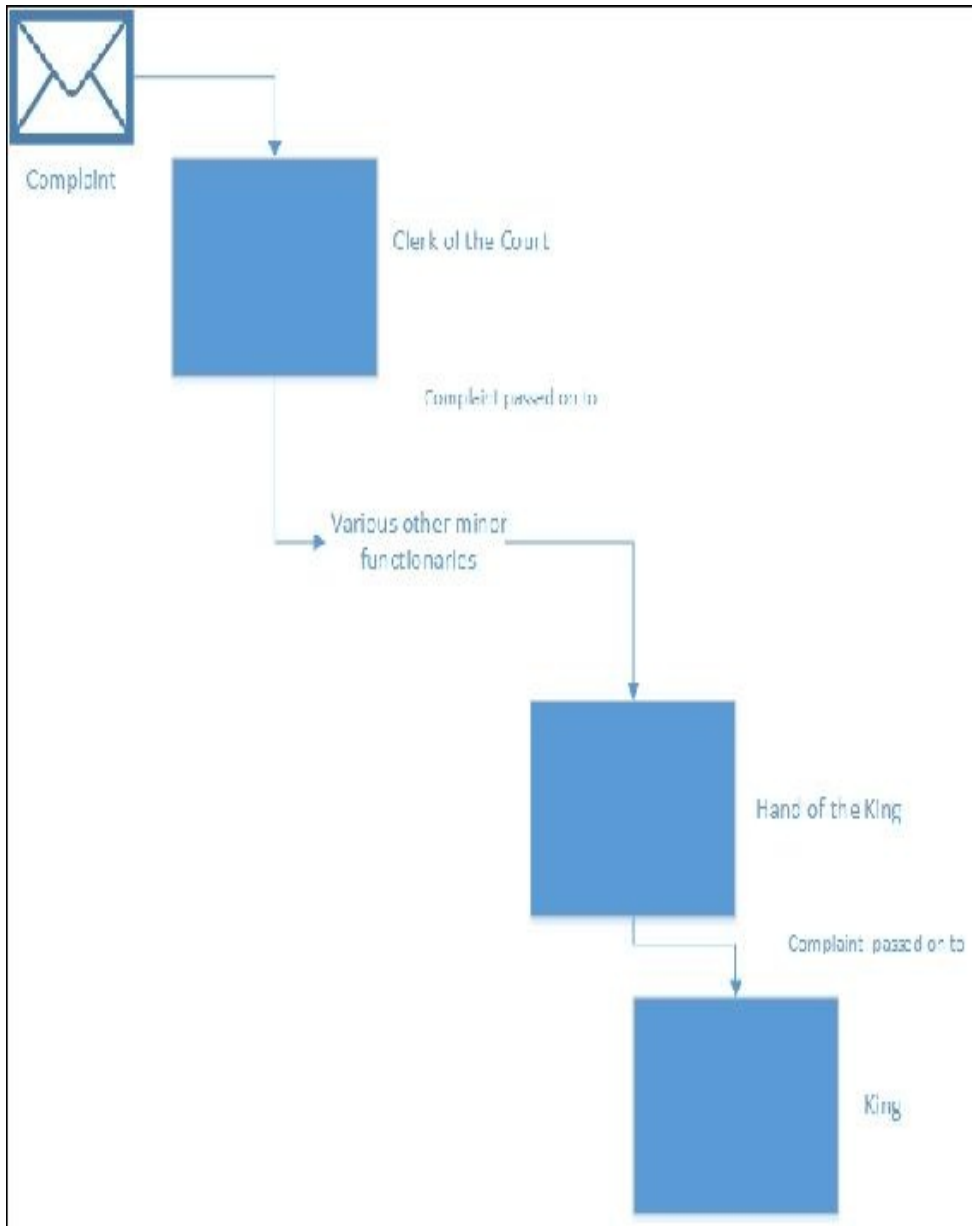 Complaint
Clerk of the Court
Complaint passed on to
Various other minor
functionaries
Hand of the King
Complaint passed on to
King